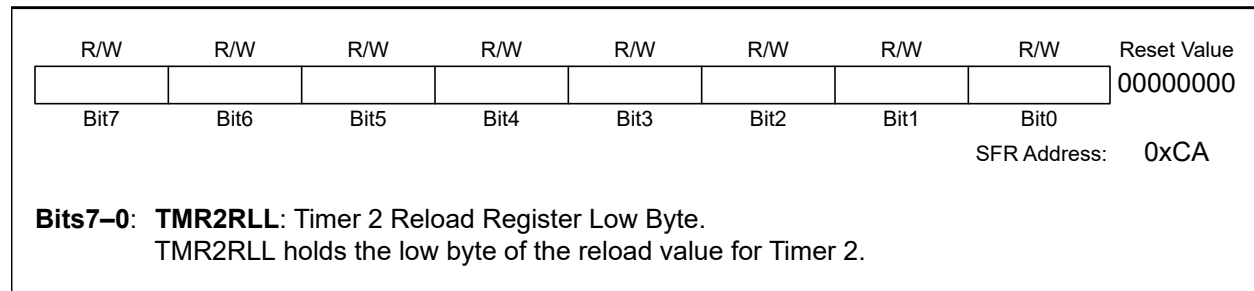 R/W R/W R/W R/W R/W R/W R/W R/W Reset Value
00000000
Bit7 Bit6 Bit5 Bit4 Bit3 Bit2 Bit1 Bit0
SFR Address: 0xCA
Bits7–0: TMR2RLL: Timer 2 Reload Register Low Byte.
TMR2RLL holds the low byte of the reload value for Timer 2.